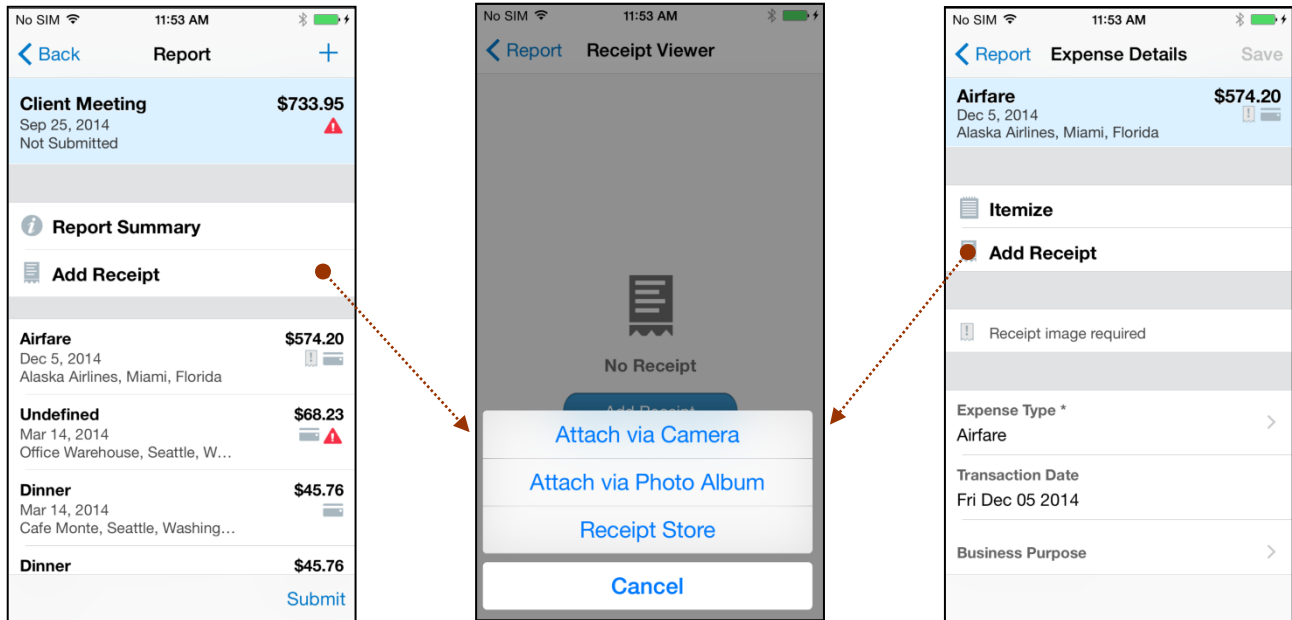 No SIM 11:53 AM
Back Report +
Client Meeting $733.95
Sep 25, 2014
Not Submitted
Report Summary
Add Receipt
Airfare $574.20
Dec 5, 2014
Alaska Airlines, Miami, Florida
Undefined $68.23
Mar 14, 2014
Office Warehouse, Seattle, W...
Dinner $45.76
Mar 14, 2014
Cafe Monte, Seattle, Washing...
Dinner $45.76
Submit
No SIM 11:53 AM
Report Receipt Viewer
No Receipt
Add Receipt
Attach via Camera
Attach via Photo Album
Receipt Store
Cancel
No SIM 11:53 AM
Report Expense Details Save
Airfare $574.20
Dec 5, 2014
Alaska Airlines, Miami, Florida
Itemize
Add Receipt
Receipt image required
Expense Type *
Airfare
Transaction Date
Fri Dec 05 2014
Business Purpose